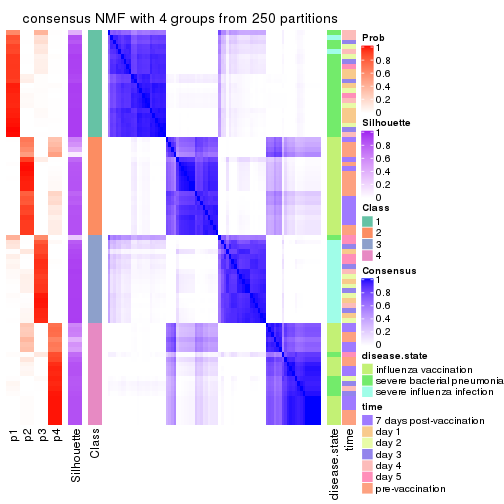 consensus NMF with 4 groups from 250 partitions
Prob
1
0.8
0.6
0.4
0.2
0
Silhouette
1
0.8
0.6
0.4
0.2
0
Class
1
2
3
4
Consensus
1
0.8
0.6
0.4
0.2
0
disease.state
influenza vaccination
severe bacterial pneumonia
severe influenza infection
time
7 days post-vaccination
day 1
day 2
day 3
day 4
day 5
pre-vaccination
p1
p2
p3
p4
Silhouette
Class
disease.state
time